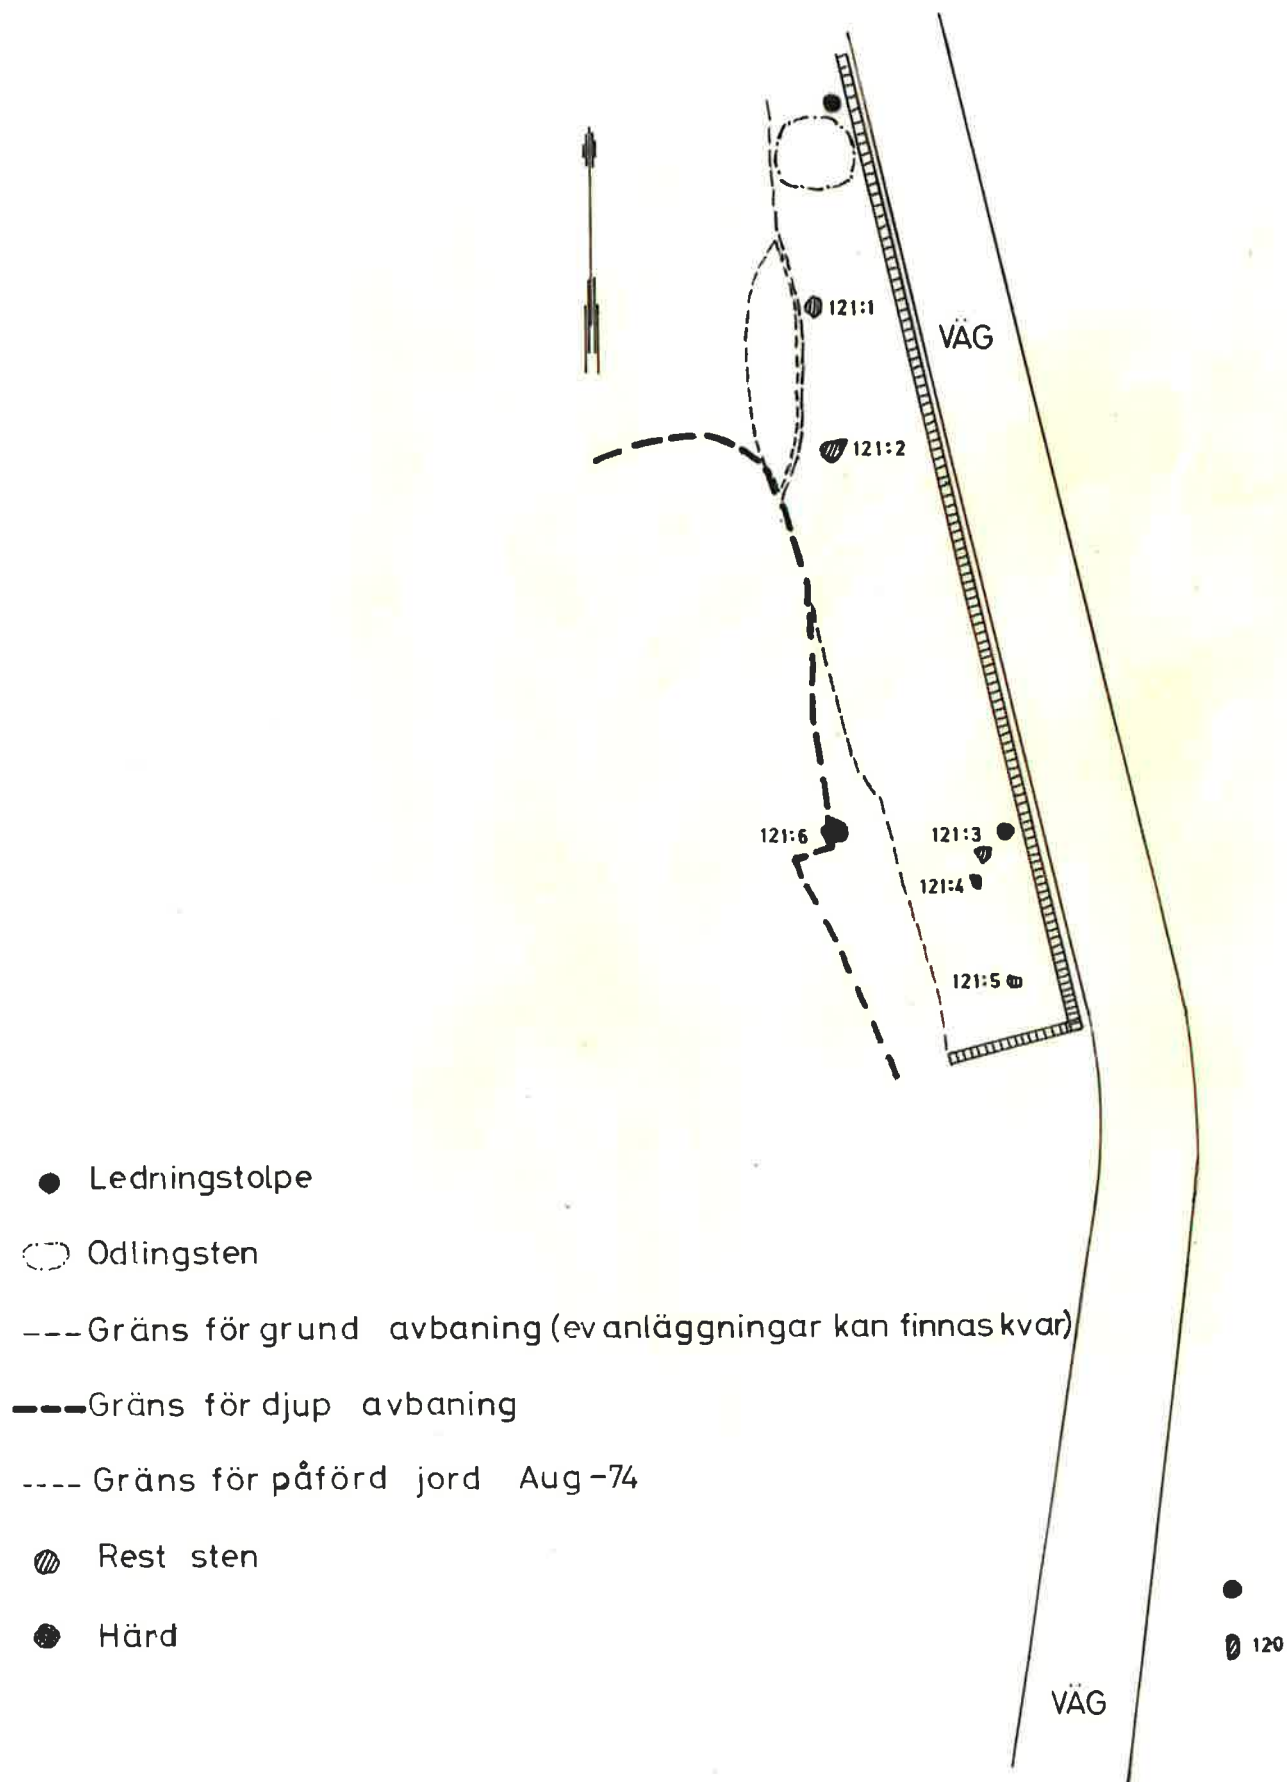 121:1
VÄG
121:2
121:6
121:3
121:4
121:5
Ledningstolpe
Odlingsten
Gräns för grund avbaning (ev anläggningar kan finnas kvar)
Gräns för djup avbaning
Gräns för påförd jord Aug-74
Rest sten
Härd
120
VÄG